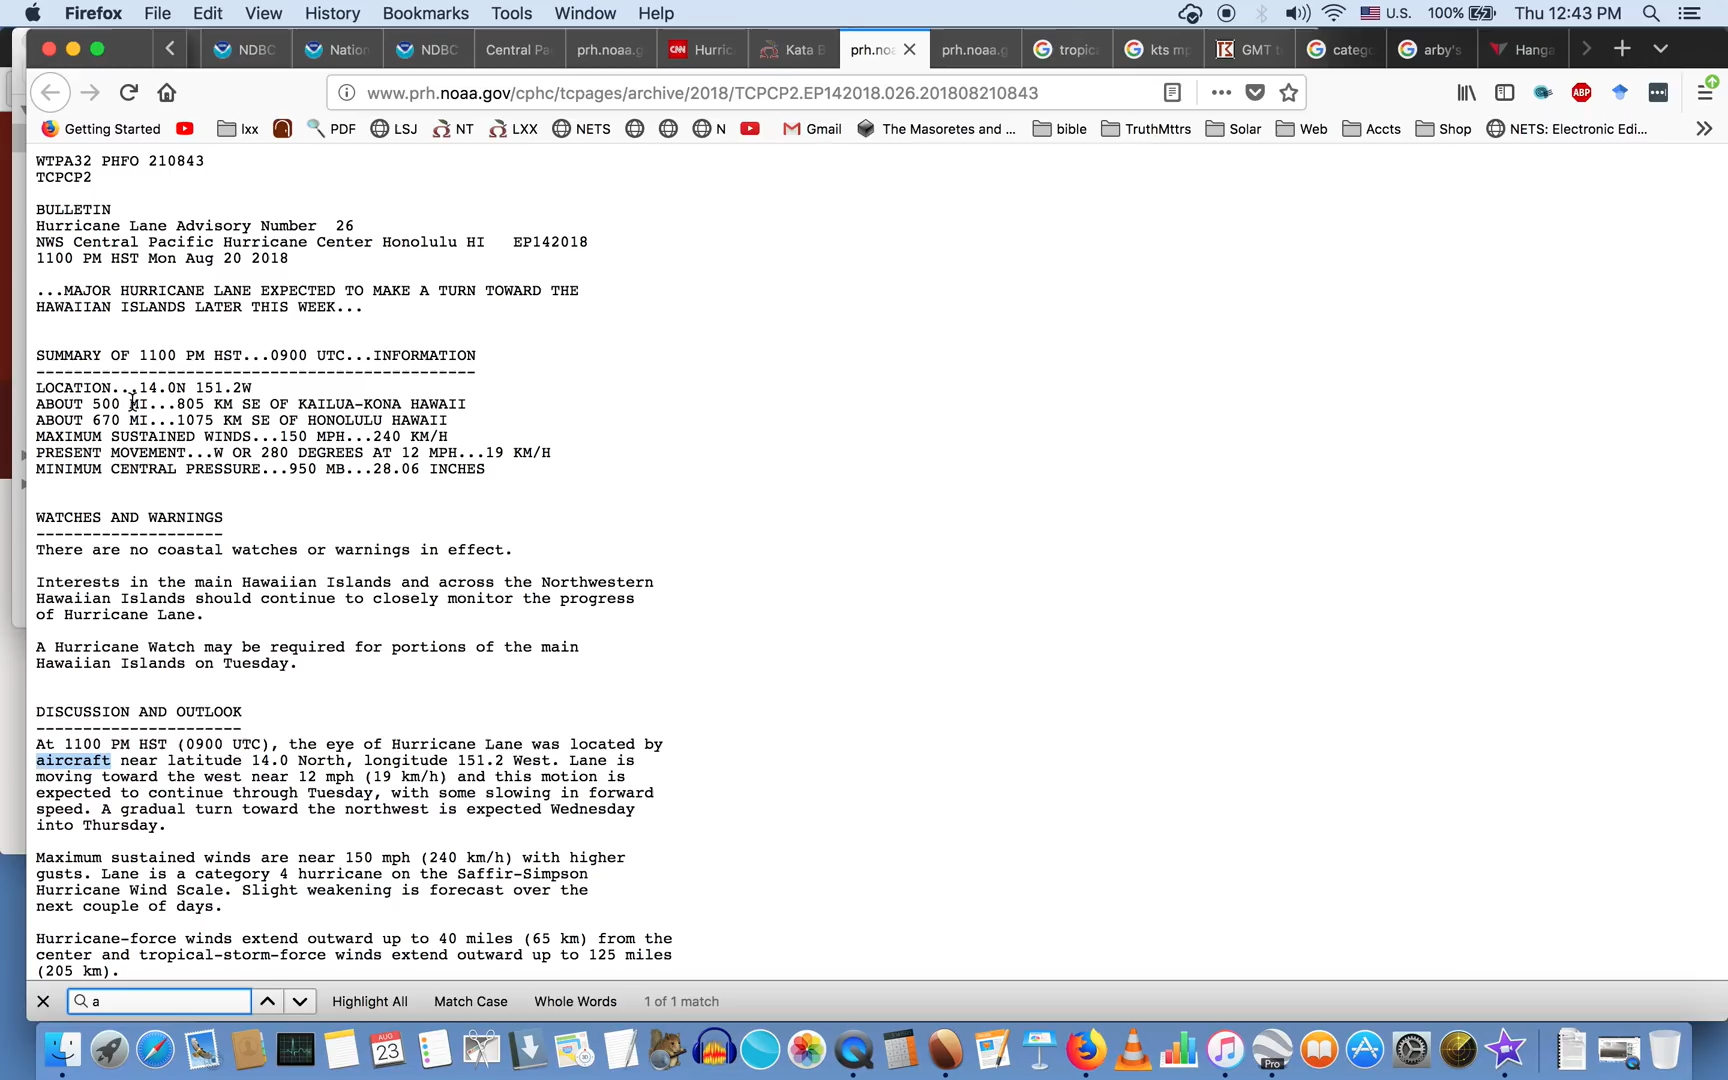 Firefox File Edit View History Bookmarks Tools Window Help U.S. 100% Thu 12:43 PM
NDBC Nation NDBC Central Pa prh.noaa.g CNN Hurric Kata B prh.noa prh.noaa.g tropic kts mp GMT t catego arby's Hanga
www.prh.noaa.gov/cphc/tcpages/archive/2018/TCPCP2.EP142018.026.201808210843 ABP
Getting Started lxx PDF LSJ NT LXX NETS N Gmail The Masoretes and ... bible TruthMttrs Solar Web Accts Shop NETS: Electronic Edi...
WTPA32 PHFO 210843
TCPCP2
BULLETIN
Hurricane Lane Advisory Number 26
NWS Central Pacific Hurricane Center Honolulu HI EP142018
1100 PM HST Mon Aug 20 2018
...MAJOR HURRICANE LANE EXPECTED TO MAKE A TURN TOWARD THE
HAWAIIAN ISLANDS LATER THIS WEEK...
SUMMARY OF 1100 PM HST...0900 UTC...INFORMATION
-----------------------------------------------
LOCATION...14.0N 151.2W
ABOUT 500 MI...805 KM SE OF KAILUA-KONA HAWAII
ABOUT 670 MI...1075 KM SE OF HONOLULU HAWAII
MAXIMUM SUSTAINED WINDS...150 MPH...240 KM/H
PRESENT MOVEMENT...W OR 280 DEGREES AT 12 MPH...19 KM/H
MINIMUM CENTRAL PRESSURE...950 MB...28.06 INCHES
WATCHES AND WARNINGS
--------------------
There are no coastal watches or warnings in effect.
Interests in the main Hawaiian Islands and across the Northwestern
Hawaiian Islands should continue to closely monitor the progress
of Hurricane Lane.
A Hurricane Watch may be required for portions of the main
Hawaiian Islands on Tuesday.
DISCUSSION AND OUTLOOK
----------------------
At 1100 PM HST (0900 UTC), the eye of Hurricane Lane was located by
aircraft near latitude 14.0 North, longitude 151.2 West. Lane is
moving toward the west near 12 mph (19 km/h) and this motion is
expected to continue through Tuesday, with some slowing in forward
speed. A gradual turn toward the northwest is expected Wednesday
into Thursday.
Maximum sustained winds are near 150 mph (240 km/h) with higher
gusts. Lane is a category 4 hurricane on the Saffir-Simpson
Hurricane Wind Scale. Slight weakening is forecast over the
next couple of days.
Hurricane-force winds extend outward up to 40 miles (65 km) from the
center and tropical-storm-force winds extend outward up to 125 miles
(205 km).
a Highlight All Match Case Whole Words 1 of 1 match
AUG
23
Pro